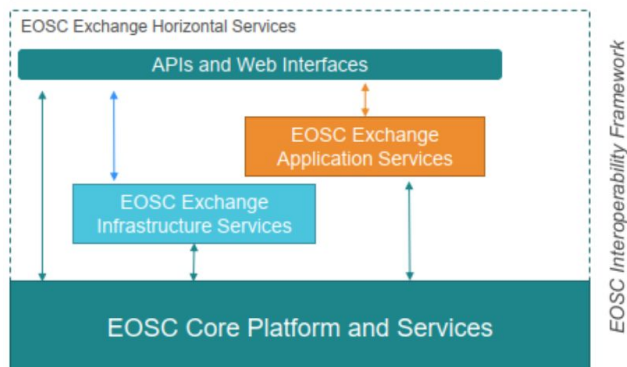 EOSC Exchange Horizontal Services
APIs and Web Interfaces
EOSC Exchange
Application Services
EOSC Exchange
Infrastructure Services
EOSC Core Platform and Services
EOSC Interoperability Framework